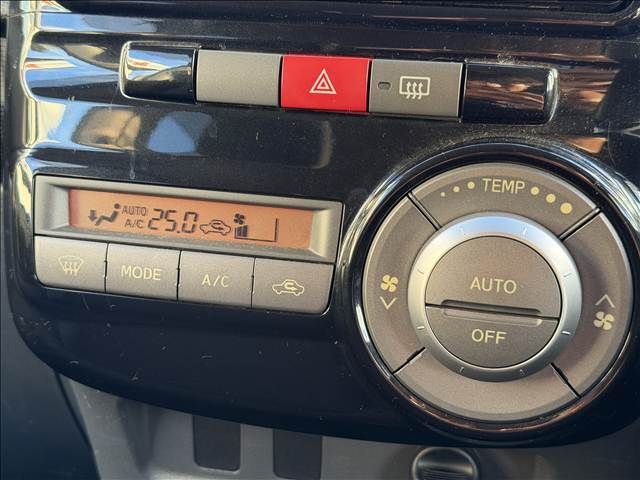 TEMP
AUTO
A/C
25.0
MODE
A/C
AUTO
OFF